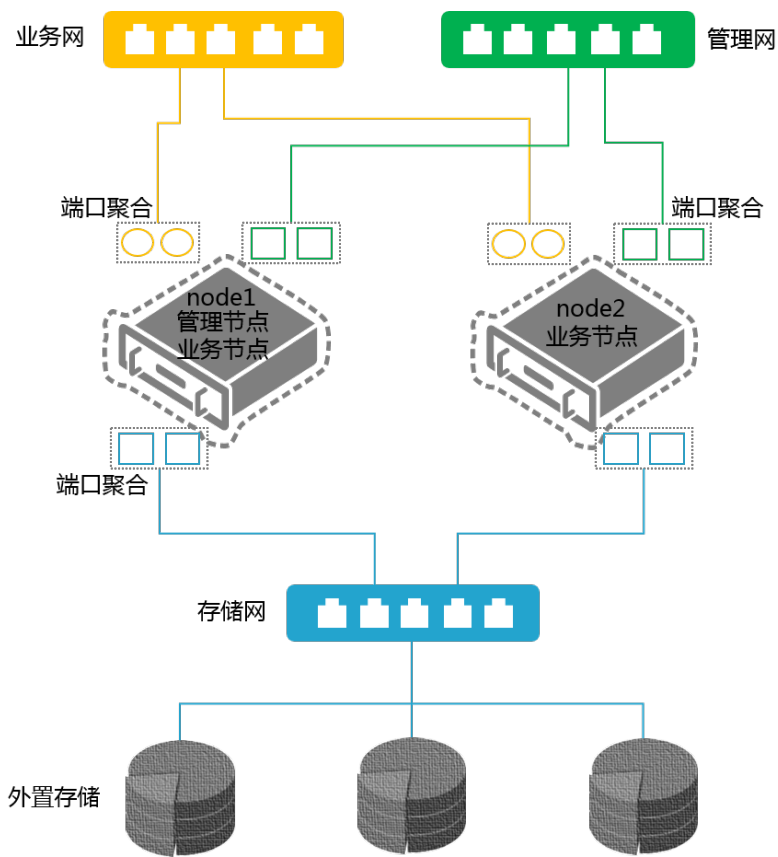 业务网
管理网
端口聚合
端口聚合
node1
管理节点
业务节点
node2
业务节点
端口聚合
存储网
外置存储